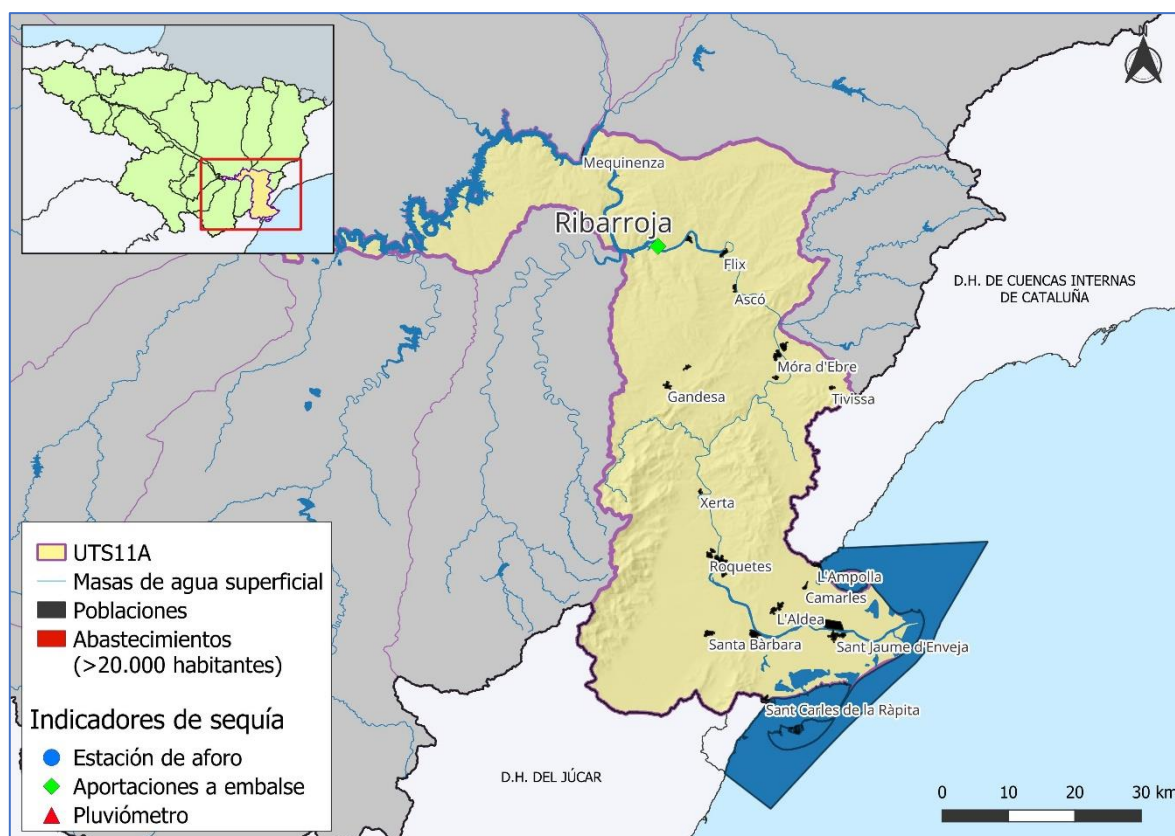 N
Mequinenza
Ribarroja
Flix
Ascó
D.H. DE CUENCAS INTERNAS
DE CATALUÑA
Móra d'Ebre
Gandesa
Tivissa
Xerta
Roquetes
L'Ampolla
Camarles
L'Aldea
Santa Bàrbara
Sant Jaume d'Enveja
Sant Carles de la Ràpita
D.H. DEL JÚCAR
UTS11A
Masas de agua superficial
Poblaciones
Abastecimientos
(>20.000 habitantes)
Indicadores de sequía
Estación de aforo
Aportaciones a embalse
Pluviómetro
0 10 20 30 km